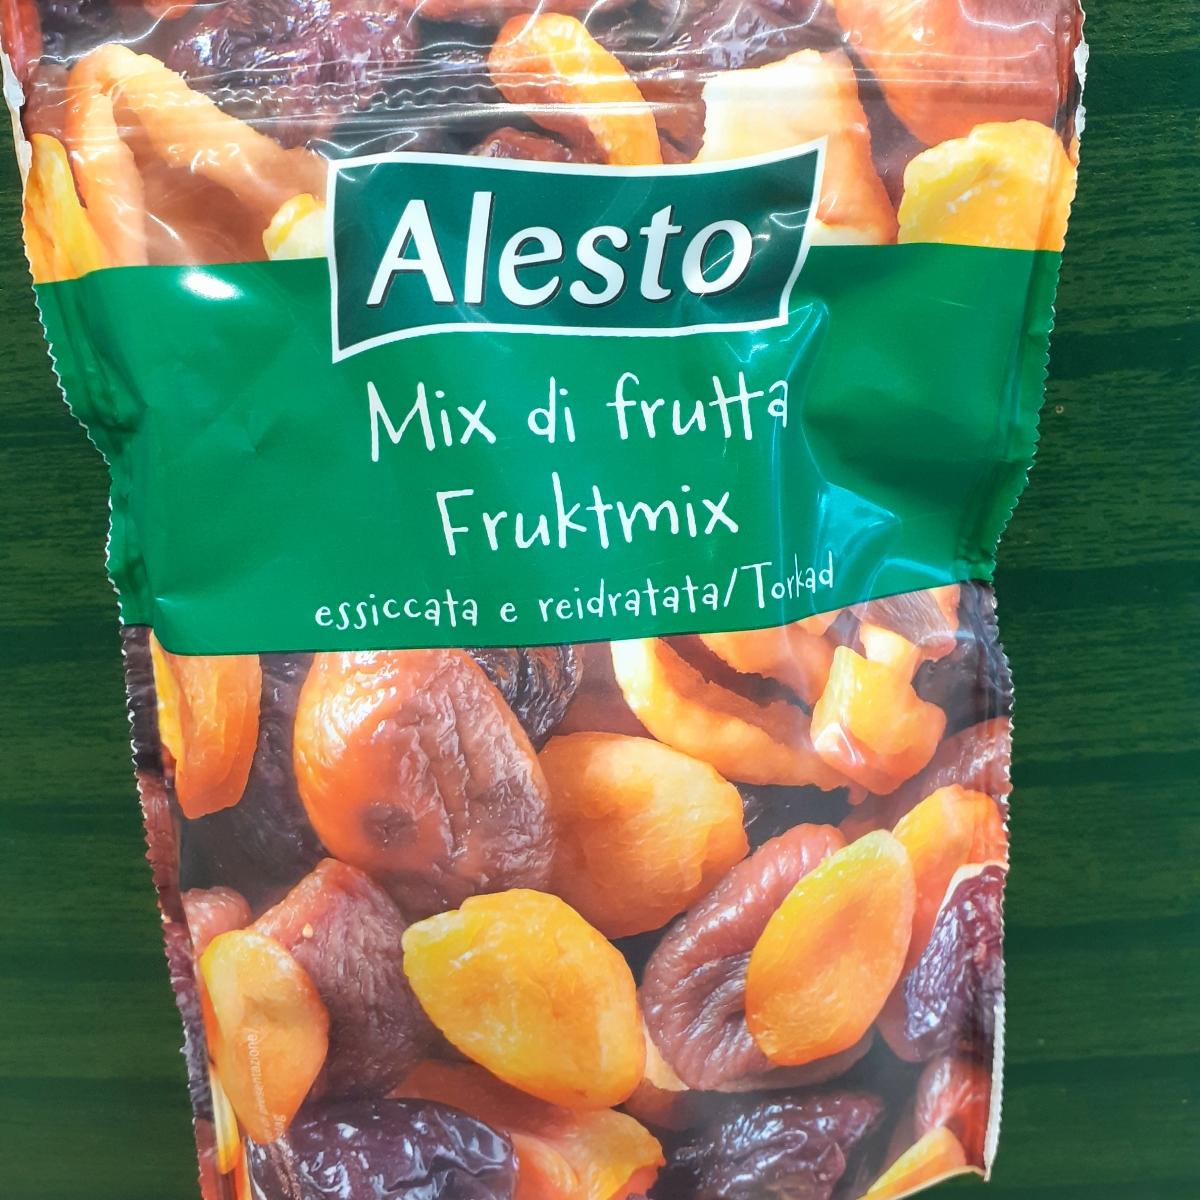 Alesto
Mix di frutta
Fruktmix
essiccata e reidratata/Torkad